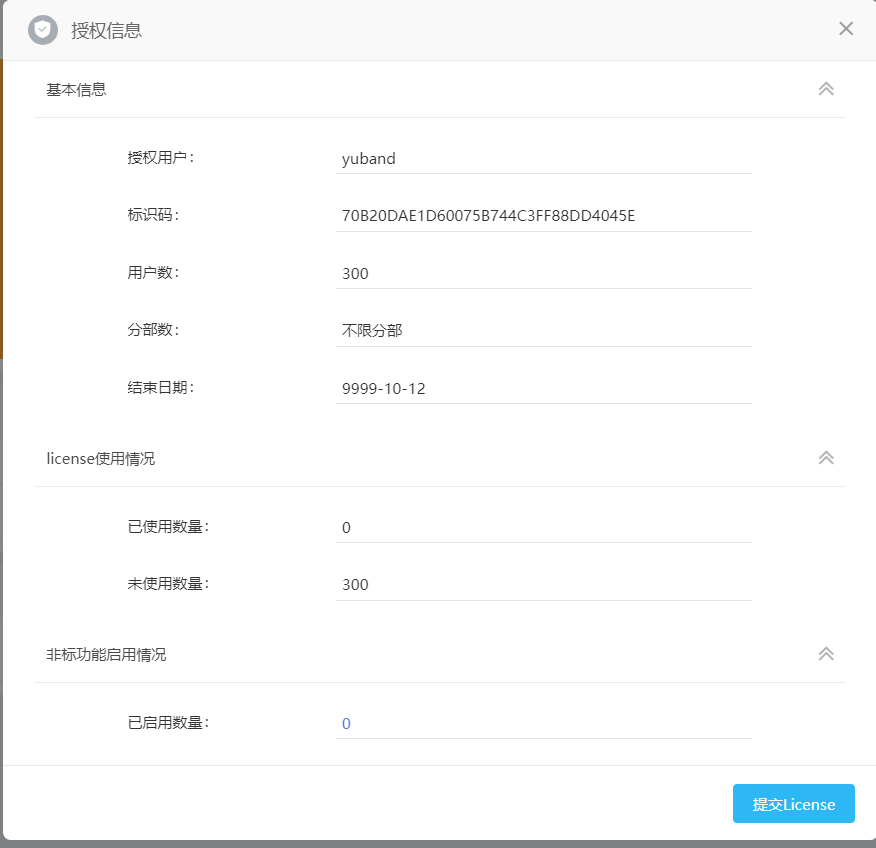 授权信息
基本信息
授权用户： yuband
标识码： 70B20DAE1D60075B744C3FF88DD4045E
用户数： 300
分部数： 不限分部
结束日期： 9999-10-12
license使用情况
已使用数量： 0
未使用数量： 300
非标功能启用情况
已启用数量： 0
提交License